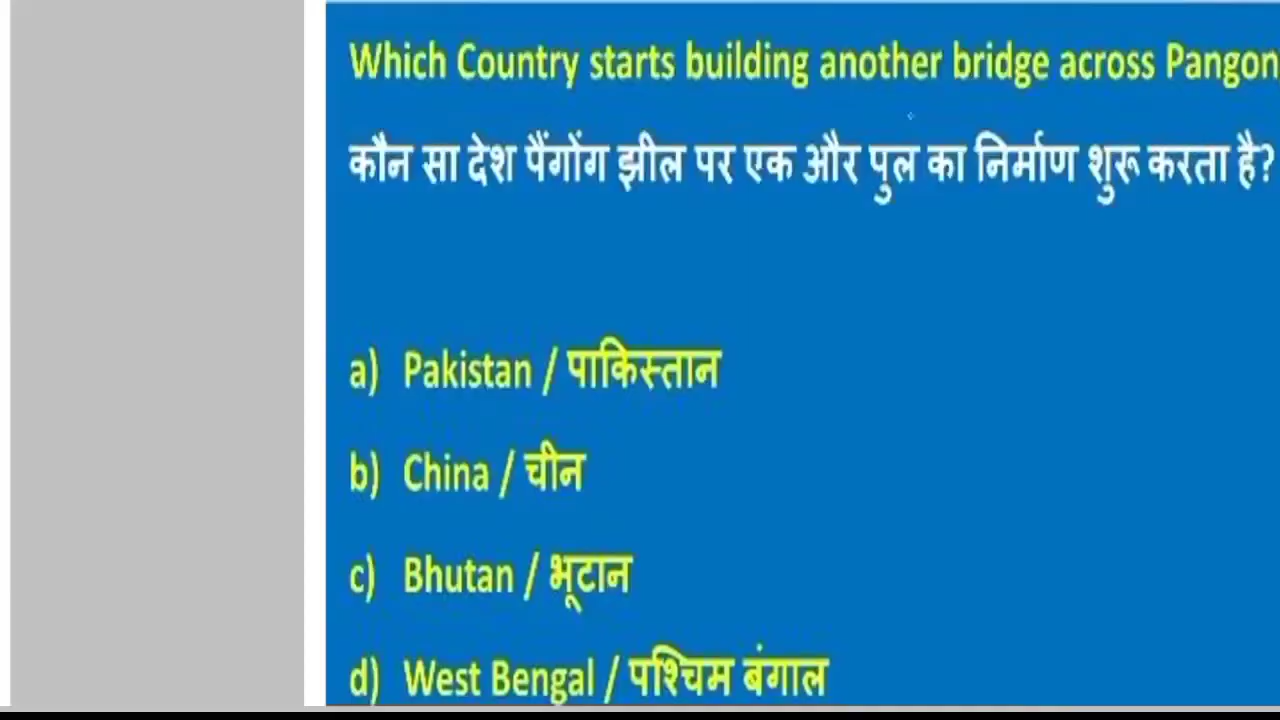 Which Country starts building another bridge across Pangon
कौन सा देश पैंगोंग झील पर एक और पुल का निर्माण शुरू करता है?
a) Pakistan / पाकिस्तान
b) China / चीन
c) Bhutan / भूटान
d) West Bengal / पश्चिम बंगाल